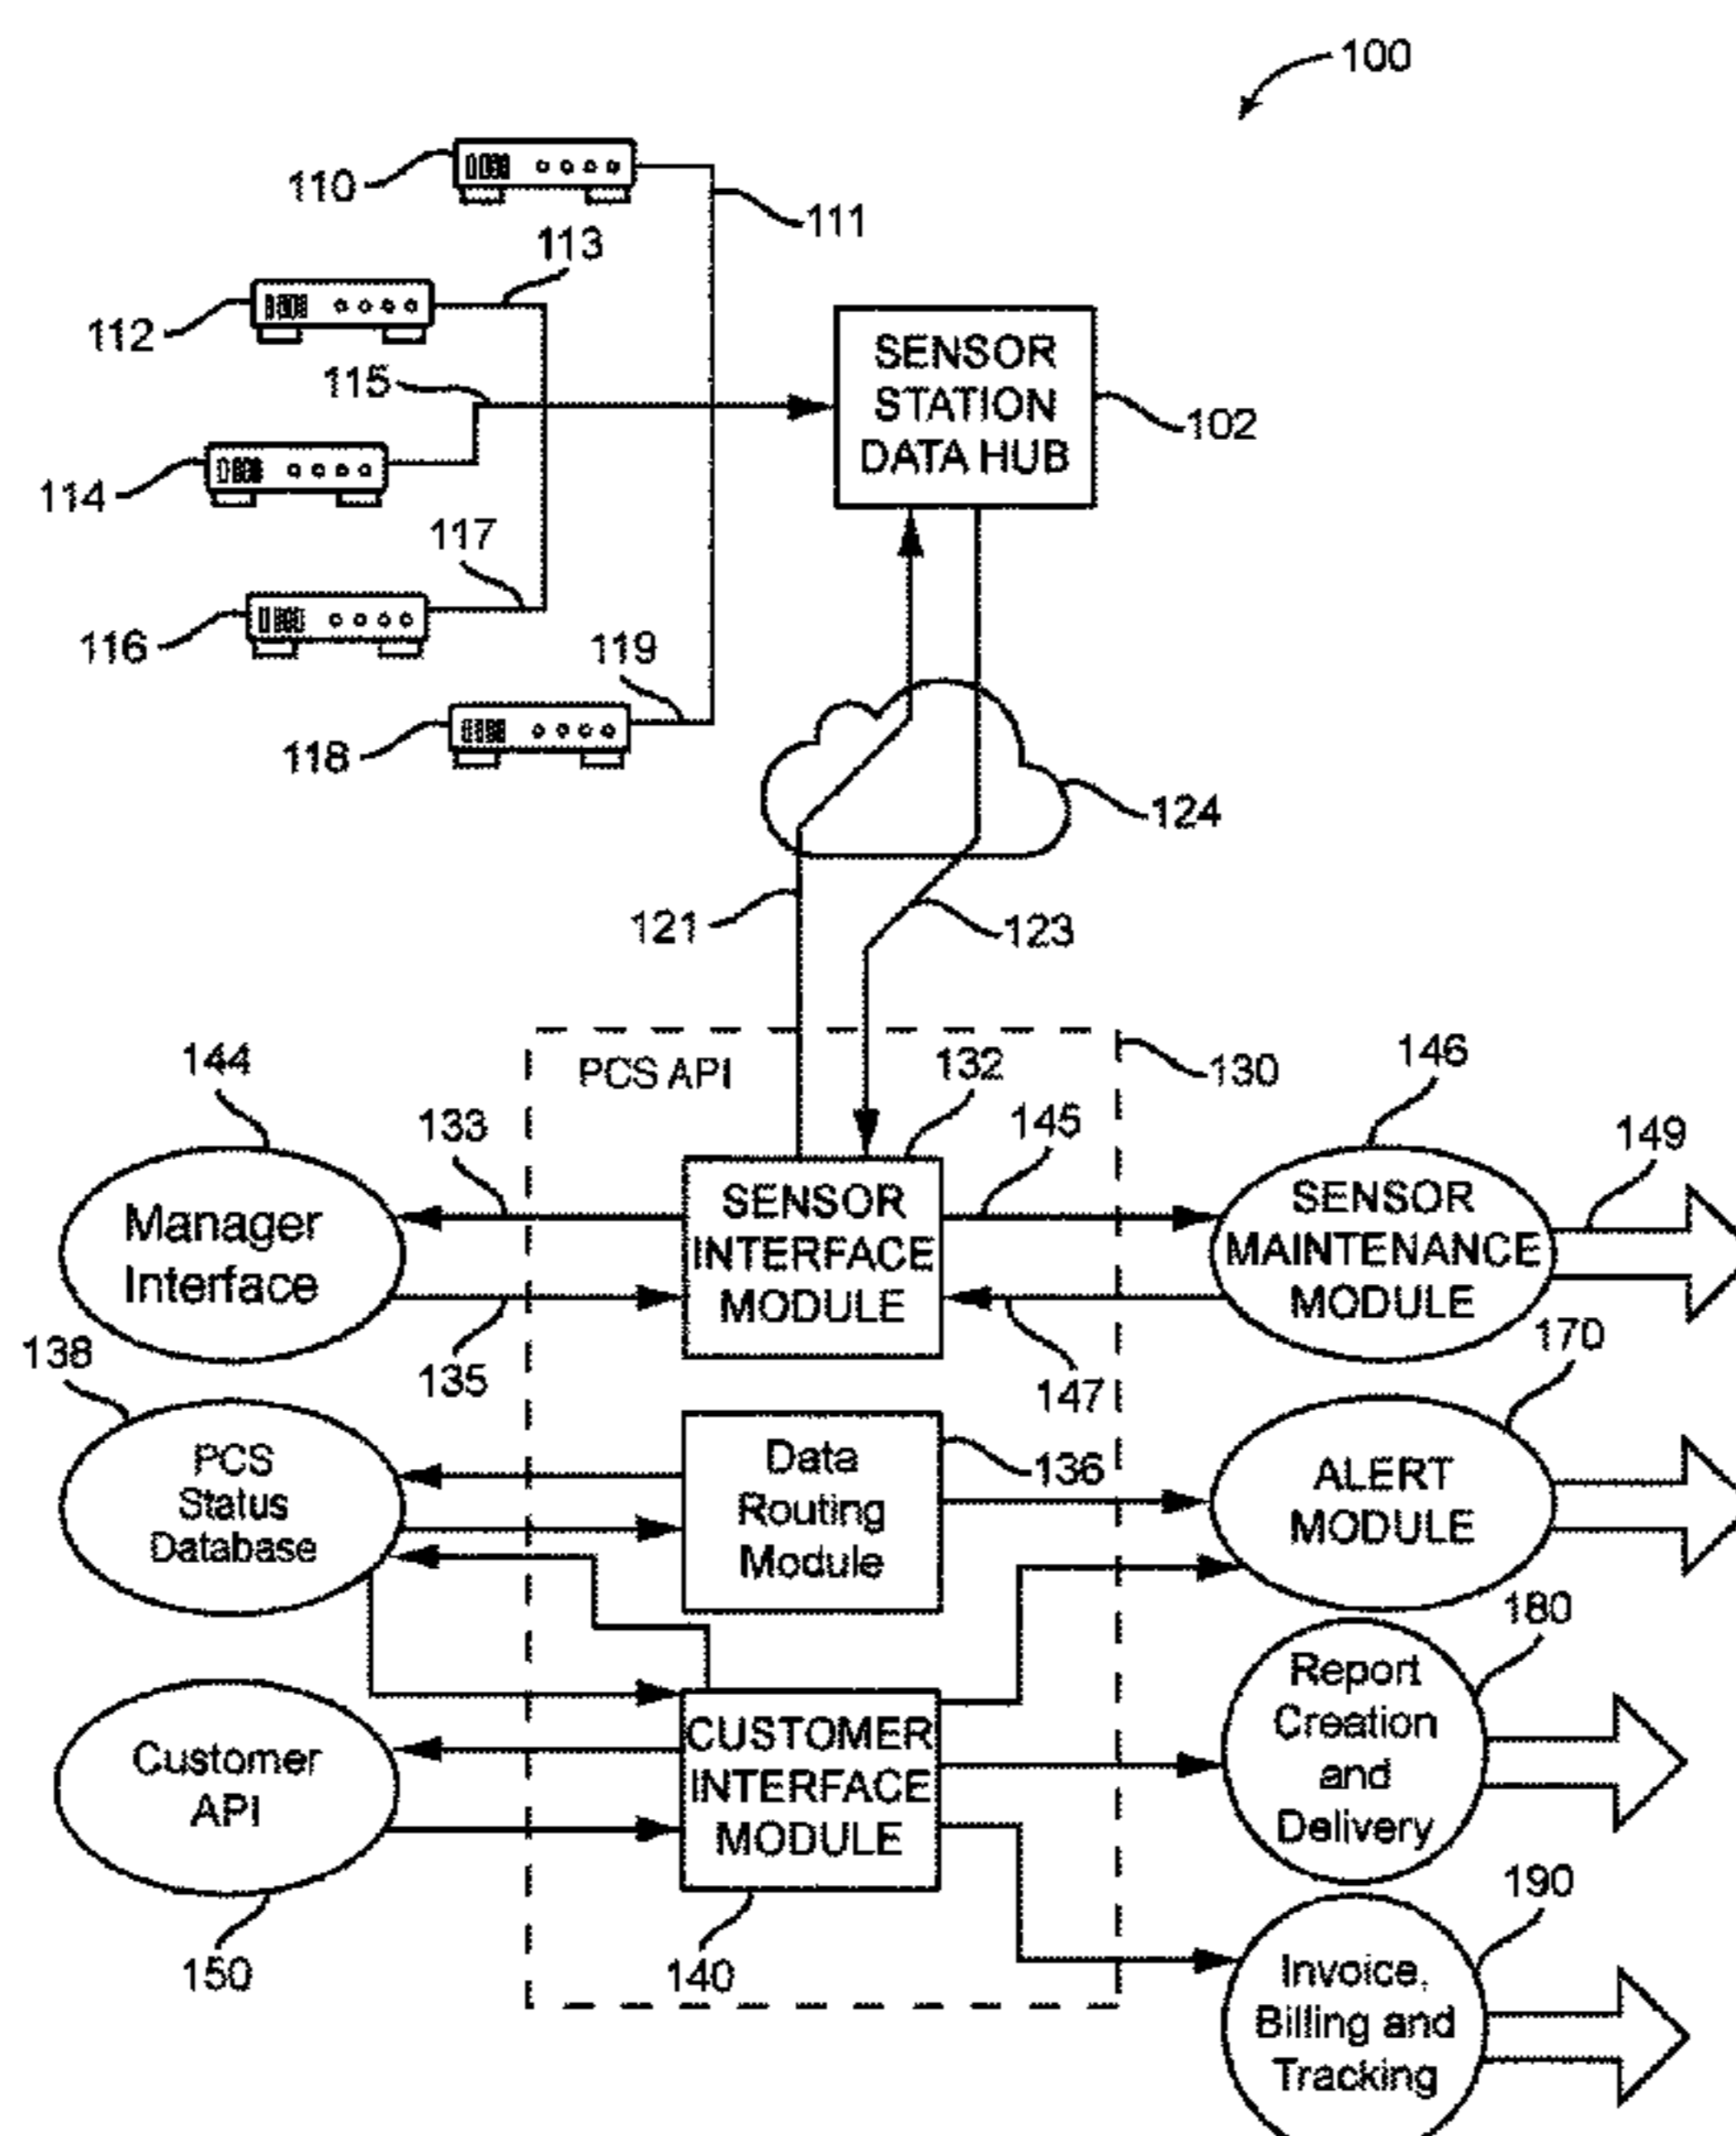 100
110
111
113
112
115
SENSOR
STATION
DATA HUB
102
114
117
116
119
118
124
121
123
144
PCS API
132
130
146
133
145
149
Manager
Interface
SENSOR
INTERFACE
MODULE
SENSOR
MAINTENANCE
MODULE
138
135
147
170
PCS
Status
Database
Data
Routing
Module
136
ALERT
MODULE
180
Customer
API
CUSTOMER
INTERFACE
MODULE
Report
Creation
and
Delivery
190
150
140
Invoice,
Billing and
Tracking